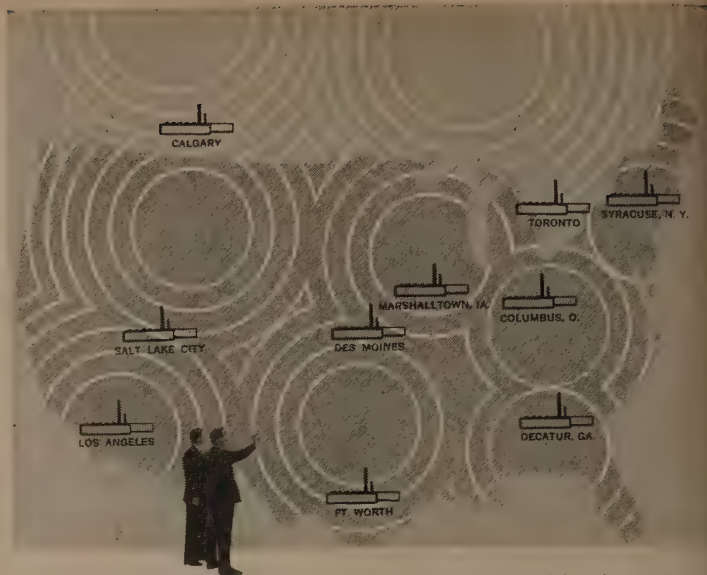 CALGARY
TORONTO
SYRACUSE, N. Y.
MARSHALLTOWN, IA.
COLUMBUS, O.
SALT LAKE CITY
DES MOINES
LOS ANGELES
DECATUR, GA.
FT. WORTH